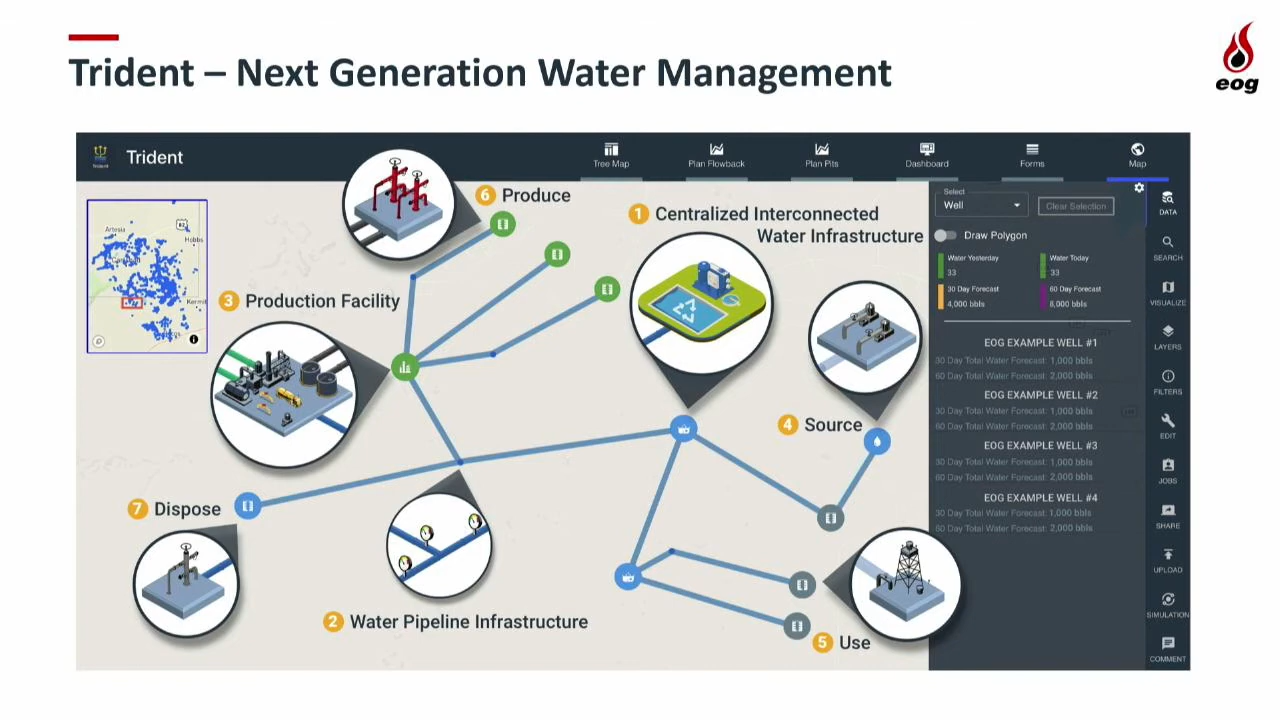 Trident – Next Generation Water Management
eog
Trident
Trident
Tree Map
Plan Flowback
Plan Pits
Dashboard
Forms
Map
Artesia
Hobbs
62
Kermit
6 Produce
1 Centralized Interconnected
Water Infrastructure
3 Production Facility
4 Source
7 Dispose
2 Water Pipeline Infrastructure
5 Use
Select
Well
Clear Selection
Draw Polygon
Water Yesterday
33
Water Today
33
30 Day Forecast
4,000 bbls
60 Day Forecast
8,000 bbls
EOG EXAMPLE WELL #1
30 Day Total Water Forecast: 1,000 bbls
60 Day Total Water Forecast: 2,000 bbls
EOG EXAMPLE WELL #2
30 Day Total Water Forecast: 1,000 bbls
60 Day Total Water Forecast: 2,000 bbls
EOG EXAMPLE WELL #3
30 Day Total Water Forecast: 1,000 bbls
60 Day Total Water Forecast: 2,000 bbls
EOG EXAMPLE WELL #4
30 Day Total Water Forecast: 1,000 bbls
60 Day Total Water Forecast: 2,000 bbls
DATA
SEARCH
VISUALIZE
LAYERS
FILTERS
EDIT
JOBS
SHARE
UPLOAD
SIMULATION
COMMENT